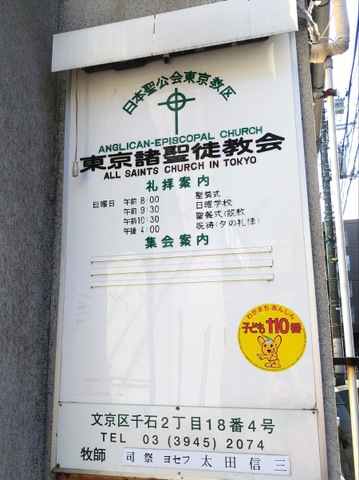 日本聖公会東京教区
ANGLICAN-EPISCOPAL CHURCH
東京諸聖徒教会
ALL SAINTS CHURCH IN TOKYO
礼拝案内
日曜日 午前 8:00 聖餐式
午前 9:30 日曜学校
午前10:30 聖餐式(説教
午後 4:00 晩祷(夕の礼拝)
集会案内
わがまち あんしん
子ども110番
文京区千石2丁目18番4号
TEL 03 (3945) 2074
牧師 司祭 ヨセフ 太田信三